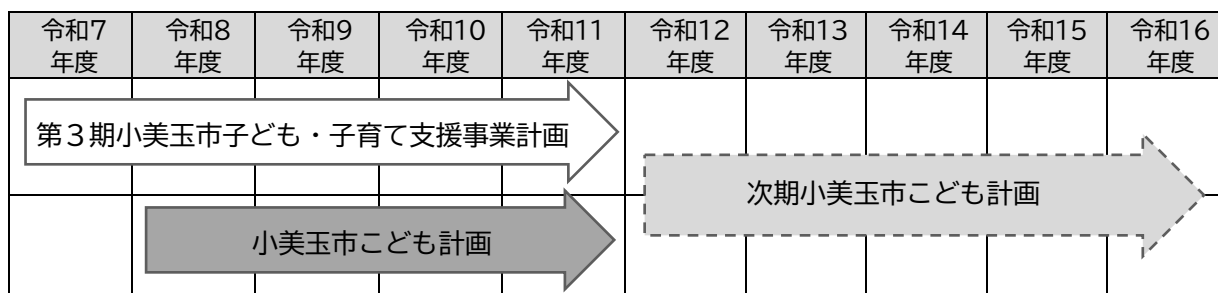 令和7 令和8 令和9 令和10 令和11 令和12 令和13 令和14 令和15 令和16
年度 年度 年度 年度 年度 年度 年度 年度 年度 年度
第３期小美玉市子ども・子育て支援事業計画
次期小美玉市こども計画
小美玉市こども計画